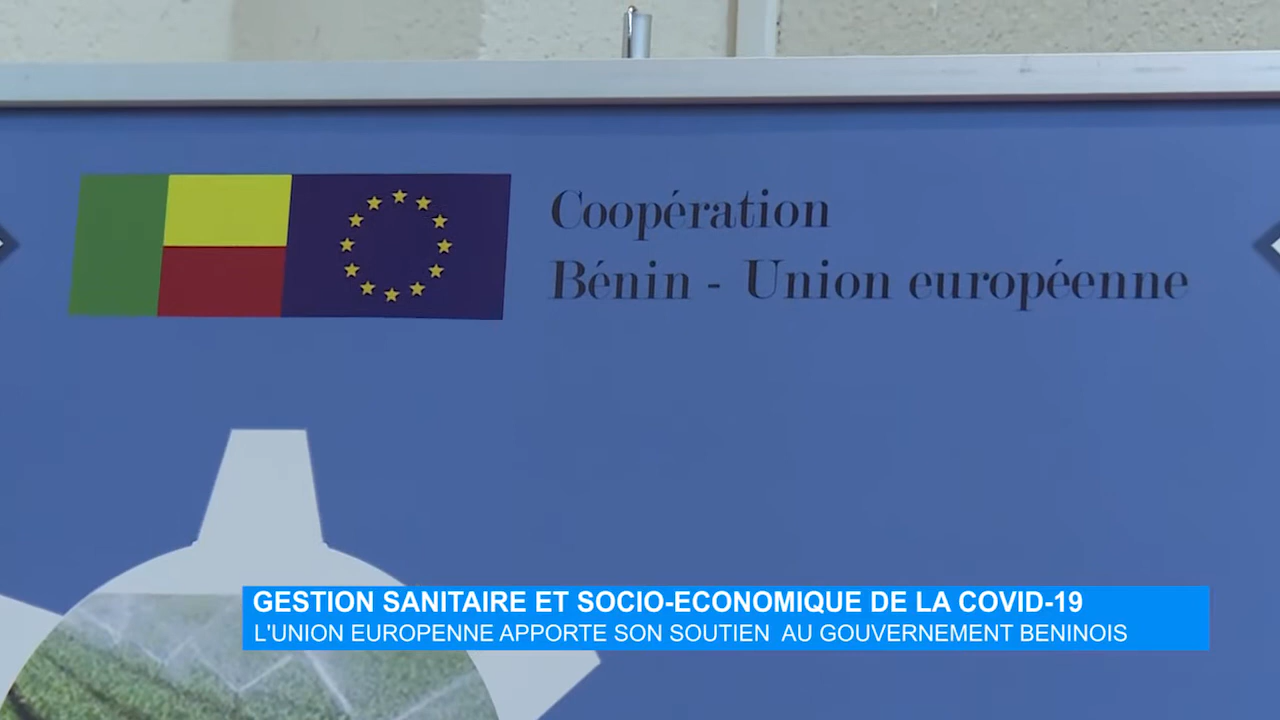 Coopération
Bénin - Union européenne
GESTION SANITAIRE ET SOCIO-ECONOMIQUE DE LA COVID-19
L'UNION EUROPENNE APPORTE SON SOUTIEN AU GOUVERNEMENT BENINOIS